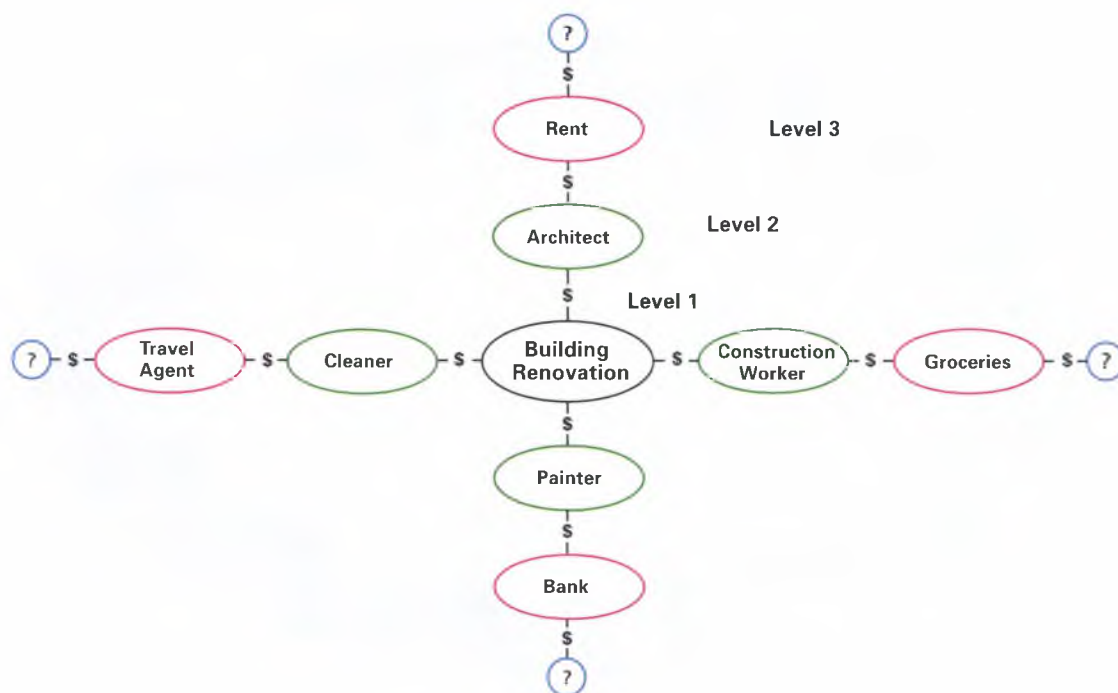 ?
$
Rent
Level 3
$
Architect
Level 2
$
Level 1
? $ Travel Agent $ Cleaner $ Building Renovation $ Construction Worker $ Groceries $ ?
$
Painter
$
Bank
$
?